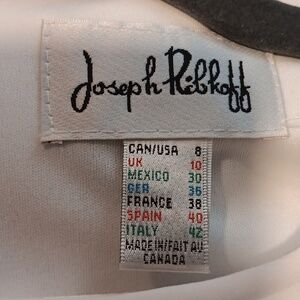 Joseph Ribkoff
CAN/USA 8
UK 10
MEXICO 30
GER 36
FRANCE 38
SPAIN 40
ITALY 42
MADE IN/FAIT AU
CANADA